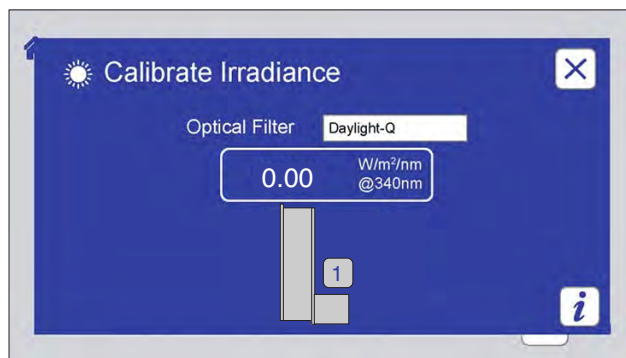 Calibrate Irradiance
Optical Filter Daylight-Q
0.00 W/m²/nm
@340nm
1
i